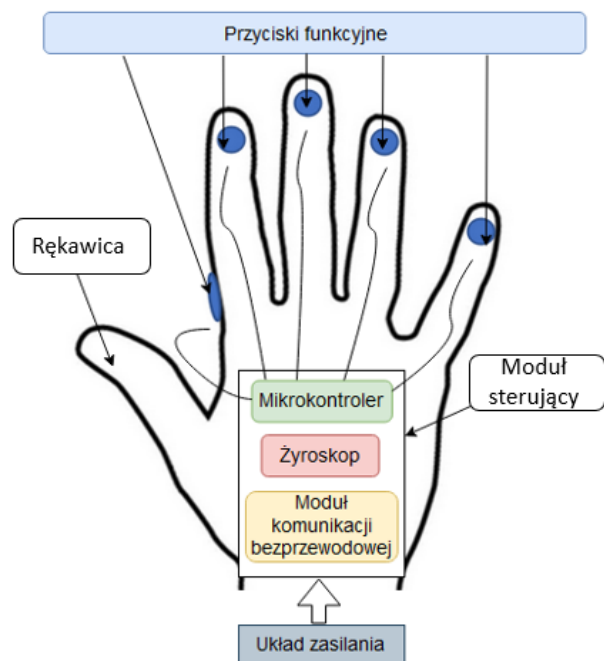 Przyciski funkcyjne
Rękawica
Moduł
sterujący
Mikrokontroler
Żyroskop
Moduł
komunikacji
bezprzewodowej
Układ zasilania